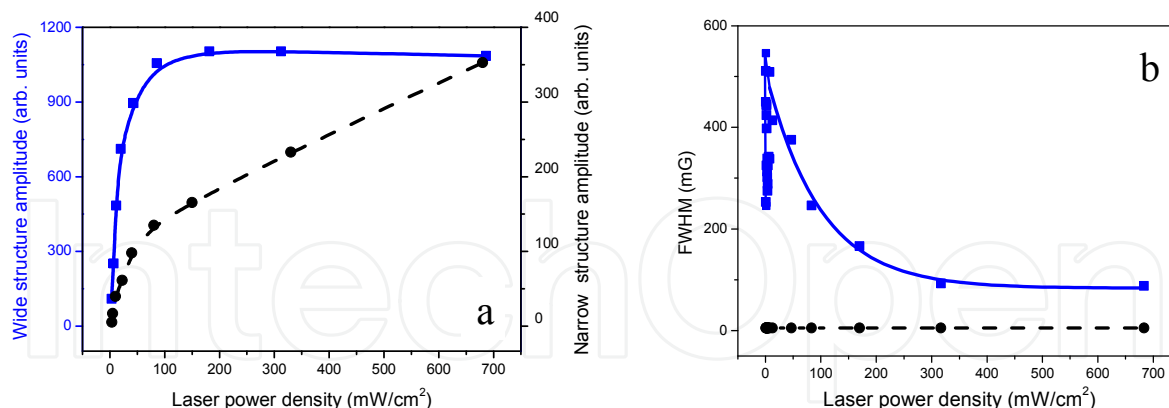 1200
900
600
300
0
Wide structure amplitude (arb. units)
400
300
200
100
0
Narrow structure amplitude (arb. units)
a
0 100 200 300 400 500 600 700
Laser power density (mW/cm²)
600
400
200
0
FWHM (mG)
b
0 100 200 300 400 500 600 700
Laser power density (mW/cm²)
IntechOpen